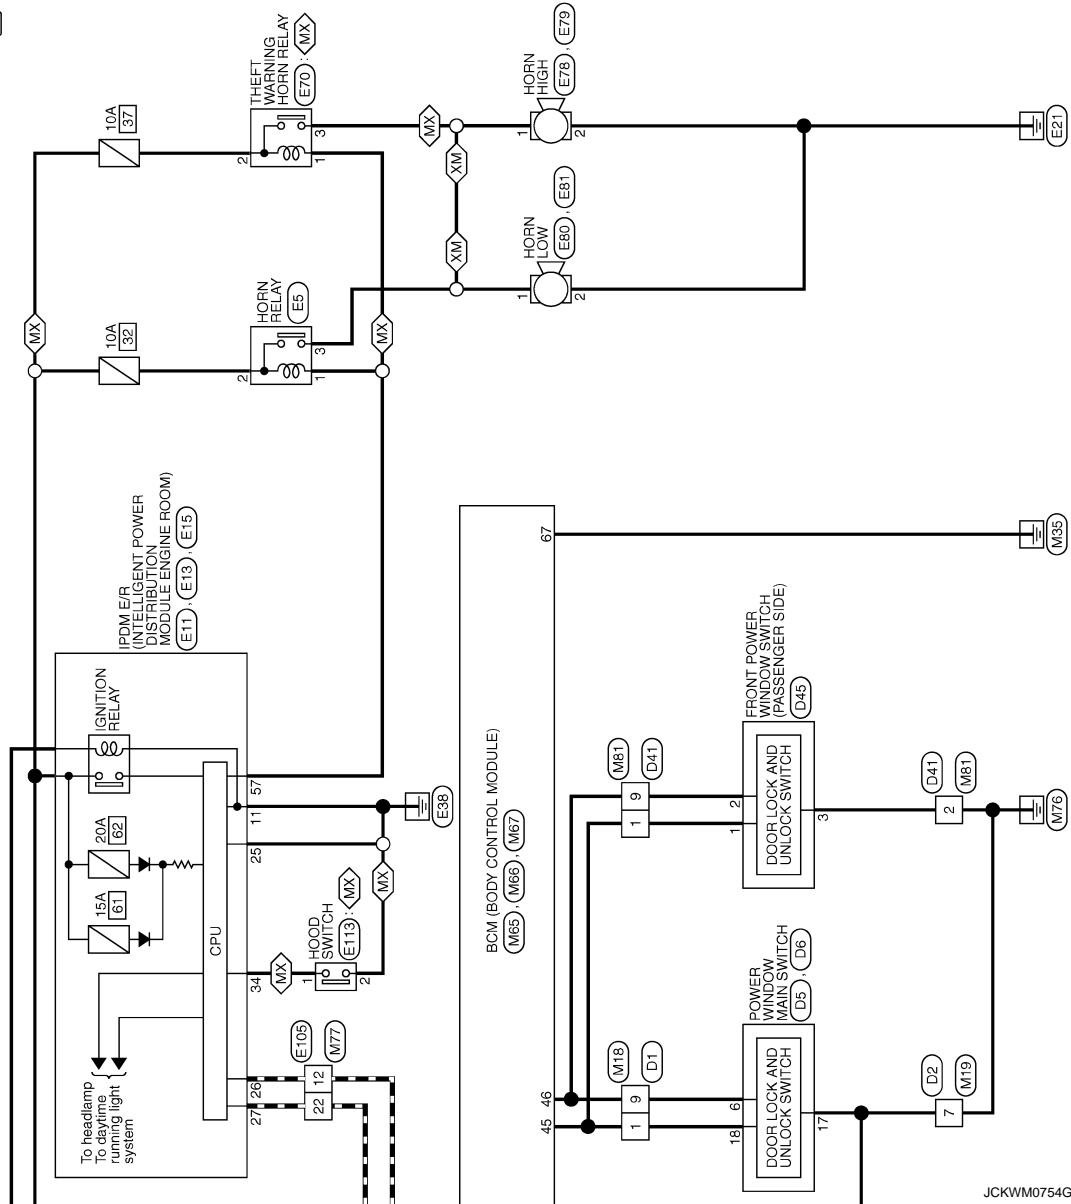 10A
37
THEFT
WARNING
HORN RELAY
E70 : MX
2
3
1
MX
HORN
HIGH
E78 , E79
1
2
E21
XM
XM
HORN
LOW
E80 , E81
1
2
MX
10A
32
HORN
RELAY
E5
2
3
1
MX
IPDM E/R
(INTELLIGENT POWER
DISTRIBUTION
MODULE ENGINE ROOM)
E11 , E13 , E15
IGNITION
RELAY
20A
62
15A
61
CPU
57
11
25
34
26
27
E38
MX
HOOD
SWITCH
E113 : MX
MX
1
2
E105
M77
12
22
To headlamp
To daytime
running light
system
BCM (BODY CONTROL MODULE)
M65 , M66 , M67
67
46
45
M35
FRONT POWER
WINDOW SWITCH
(PASSENGER SIDE)
D45
M81
D41
9
1
2
1
DOOR LOCK AND
UNLOCK SWITCH
3
D41
M81
2
M76
POWER
WINDOW
MAIN SWITCH
D5 , D6
M18
D1
9
1
6
18
DOOR LOCK AND
UNLOCK SWITCH
17
D2
M19
7
JCKWM0754G